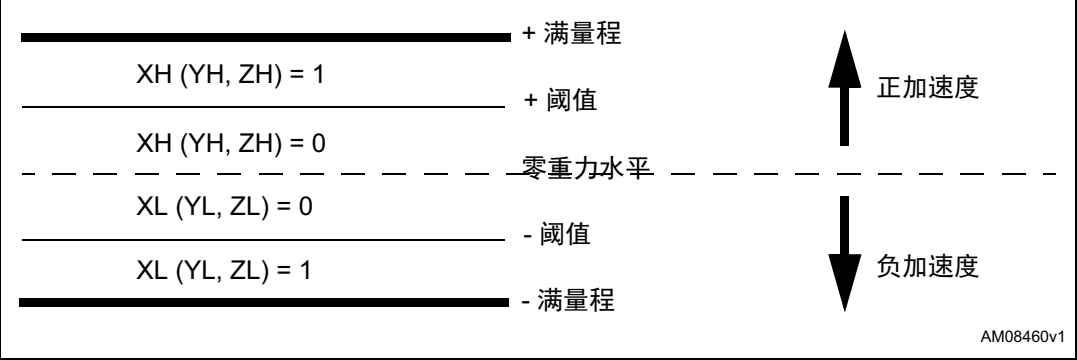 + 满量程
XH (YH, ZH) = 1
正加速度
+ 阈值
XH (YH, ZH) = 0
零重力水平
XL (YL, ZL) = 0
- 阈值
XL (YL, ZL) = 1
负加速度
- 满量程
AM08460v1